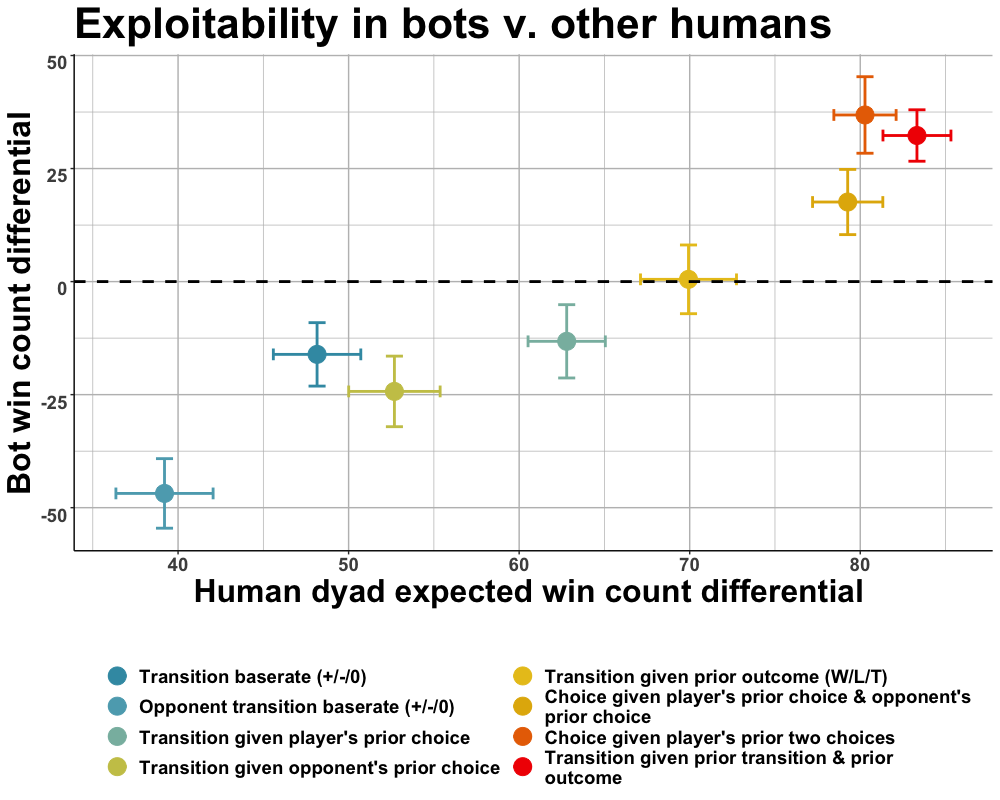 Exploitability in bots v. other humans
Bot win count differential
50
25
0
-25
-50
40 50 60 70 80
Human dyad expected win count differential
Transition baserate (+/-/0)
Opponent transition baserate (+/-/0)
Transition given player's prior choice
Transition given opponent's prior choice
Transition given prior outcome (W/L/T)
Choice given player's prior choice & opponent's
prior choice
Choice given player's prior two choices
Transition given prior transition & prior
outcome